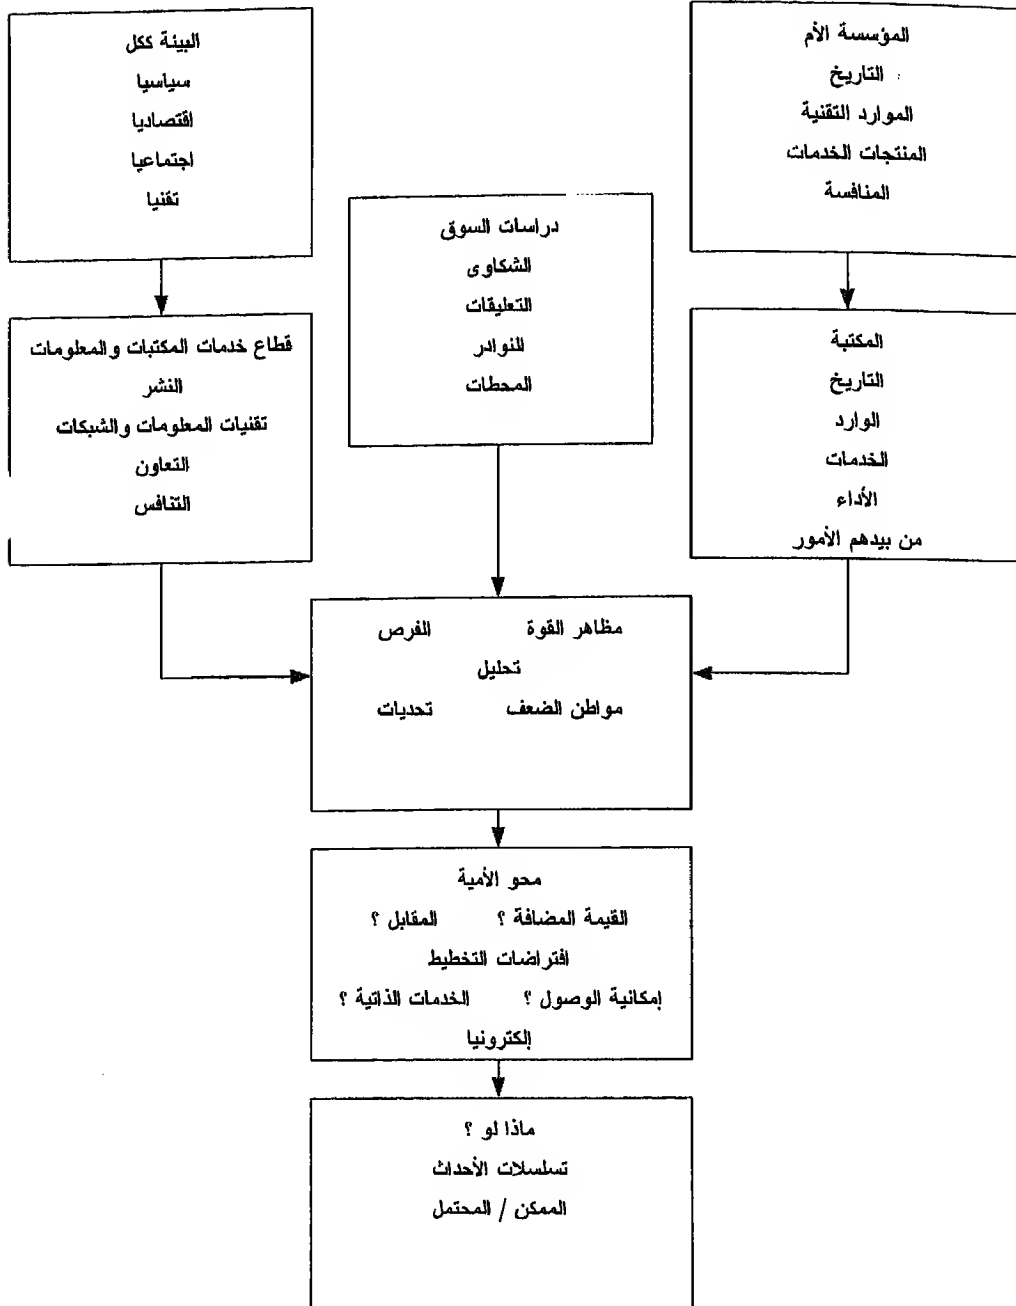 المؤسسة الأم
التاريخ
الموارد التقنية
المنتجات الخدمات
المنافسة
البيئة ككل
سياسيا
اقتصاديا
اجتماعيا
تقنيا
دراسات السوق
الشكاوى
التعليقات
النوادر
المحطات
المكتبة
التاريخ
الوارد
الخدمات
الأداء
من بيدهم الأمور
قطاع خدمات المكتبات والمعلومات
النشر
تقنيات المعلومات والشبكات
التعاون
التنافس
مظاهر القوة الفرص
تحليل
مواطن الضعف تحديات
محو الأمية
القيمة المضافة ؟ المقابل ؟
افتراضات التخطيط
إمكانية الوصول ؟ الخدمات الذاتية ؟
إلكترونيا
ماذا لو ؟
تسلسلات الأحداث
الممكن / المحتمل